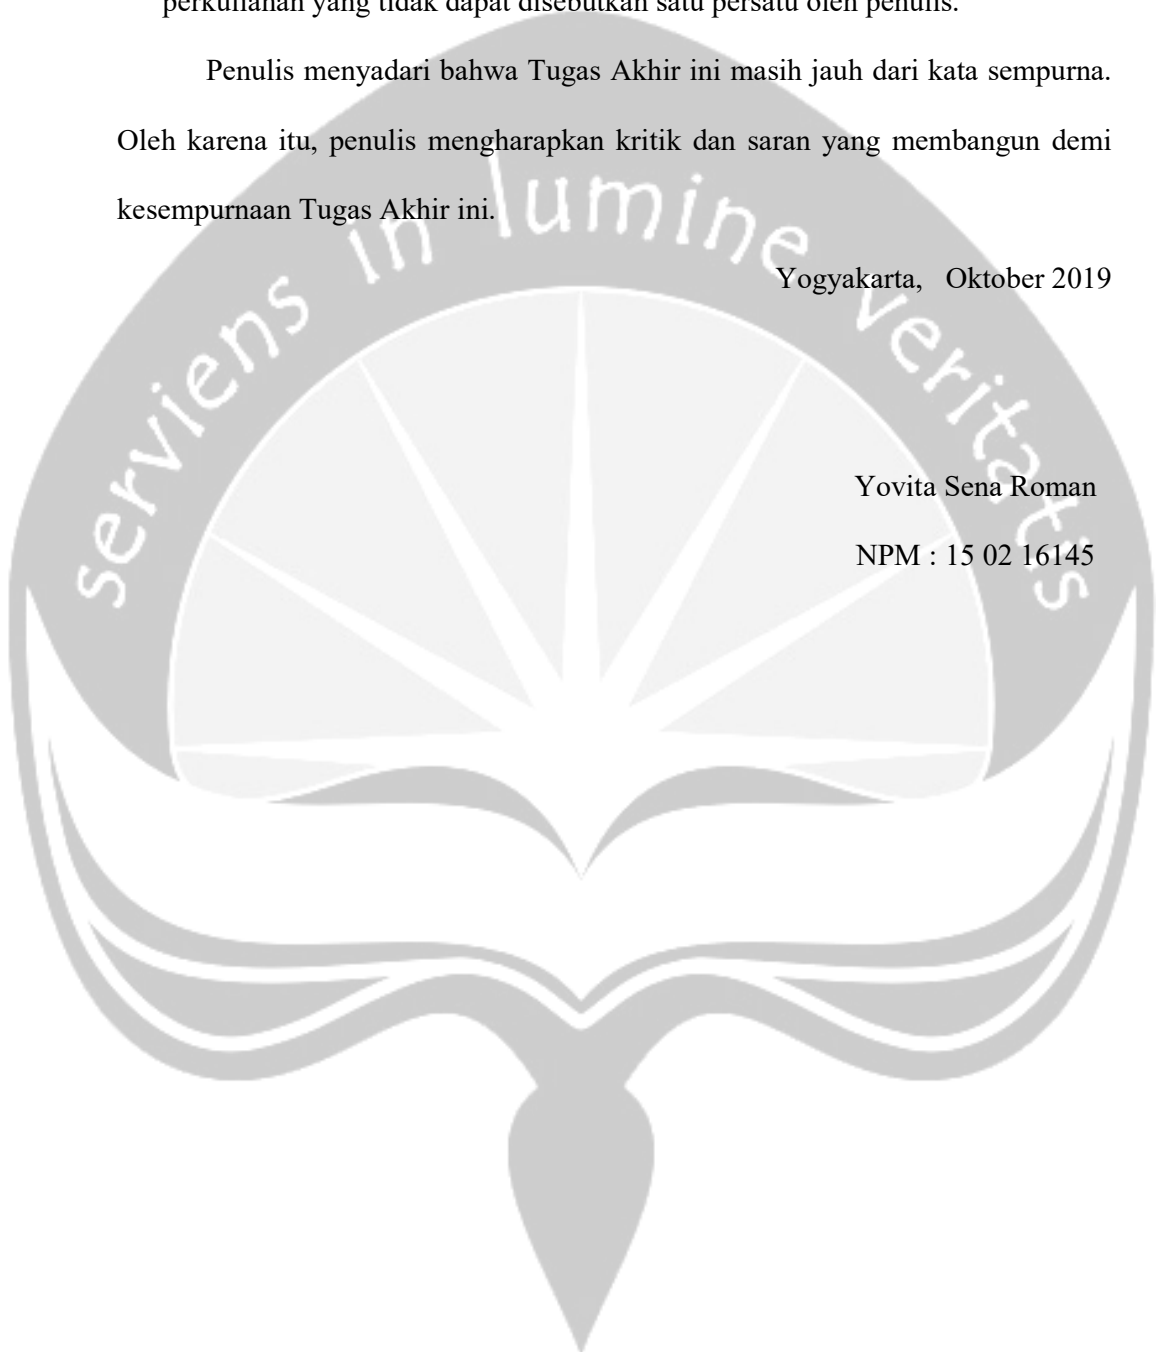 perkuliahan yang tidak dapat disebutkan satu persatu oleh penulis.
Penulis menyadari bahwa Tugas Akhir ini masih jauh dari kata sempurna.
Oleh karena itu, penulis mengharapkan kritik dan saran yang membangun demi
kesempurnaan Tugas Akhir ini.
Yogyakarta, Oktober 2019
Yovita Sena Roman
NPM : 15 02 16145
serviens in lumine veritatis